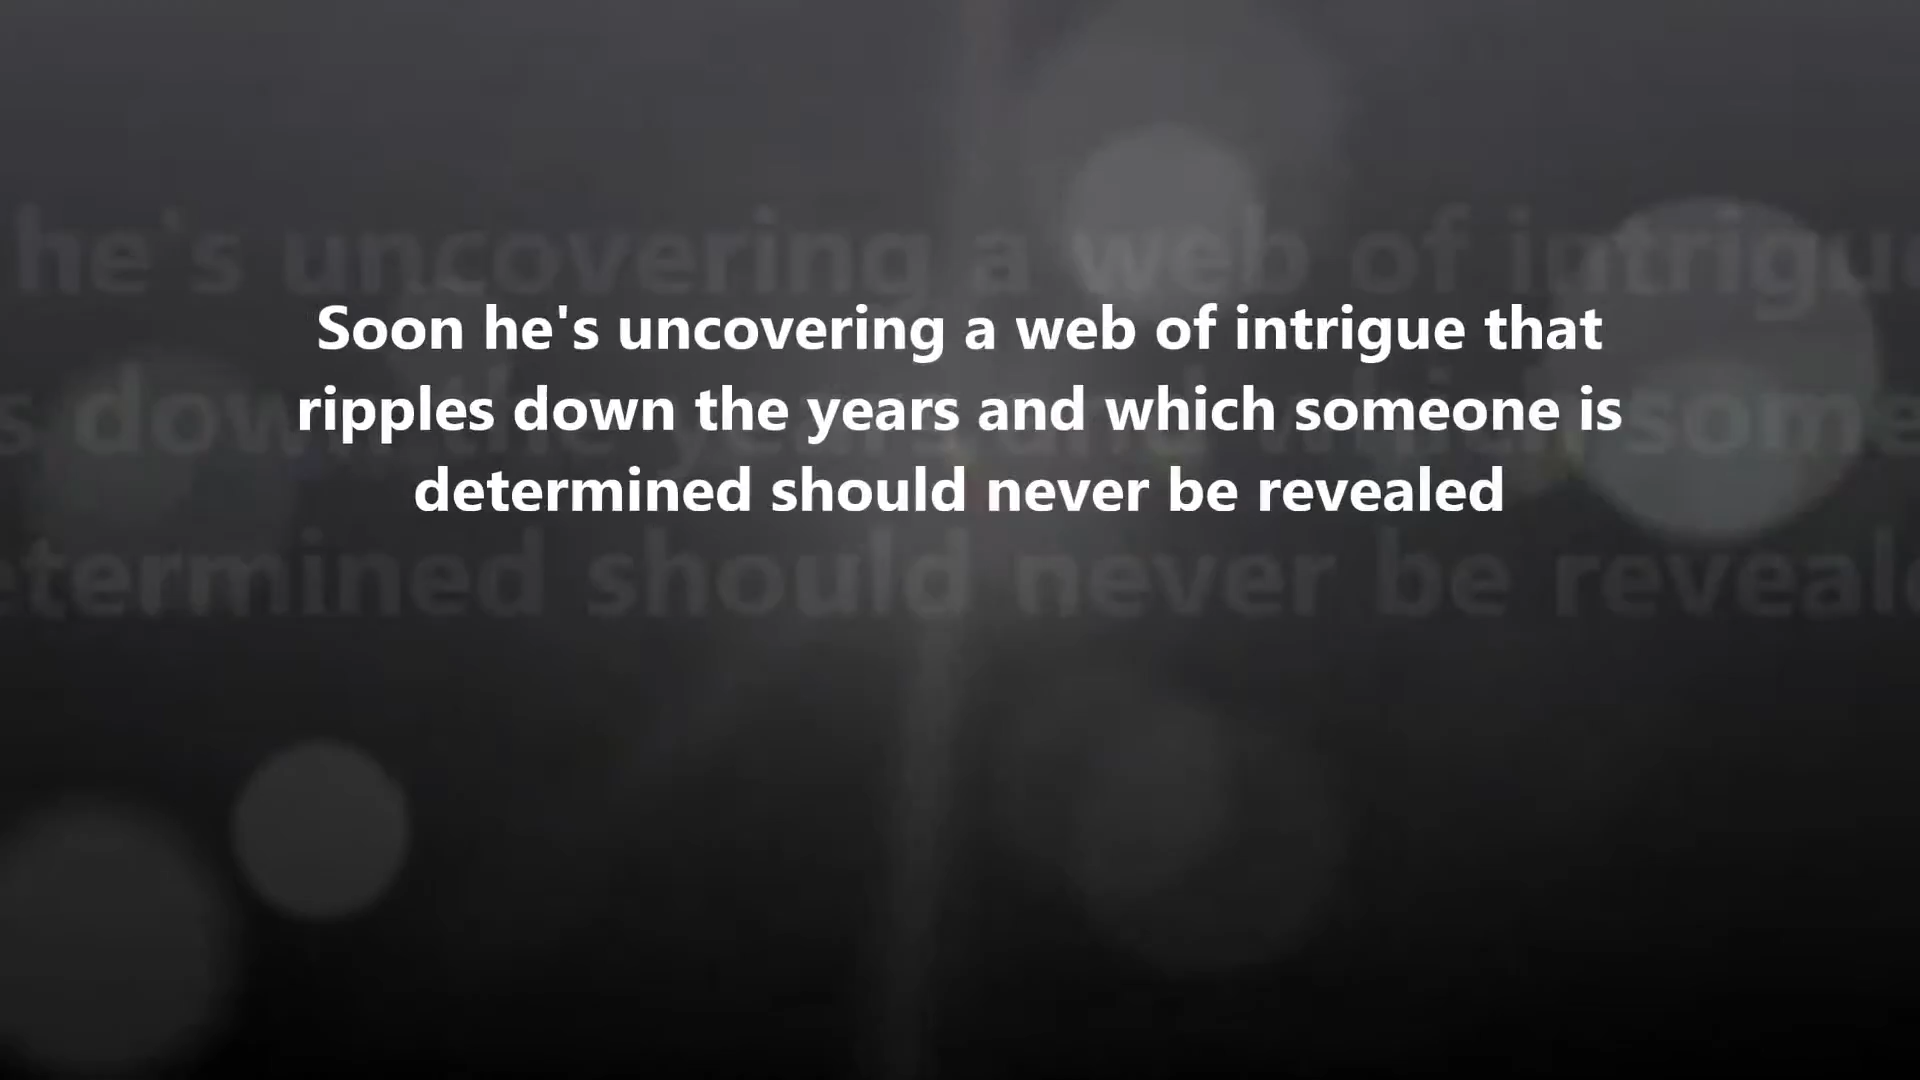 Soon he's uncovering a web of intrigue that
ripples down the years and which someone is
determined should never be revealed